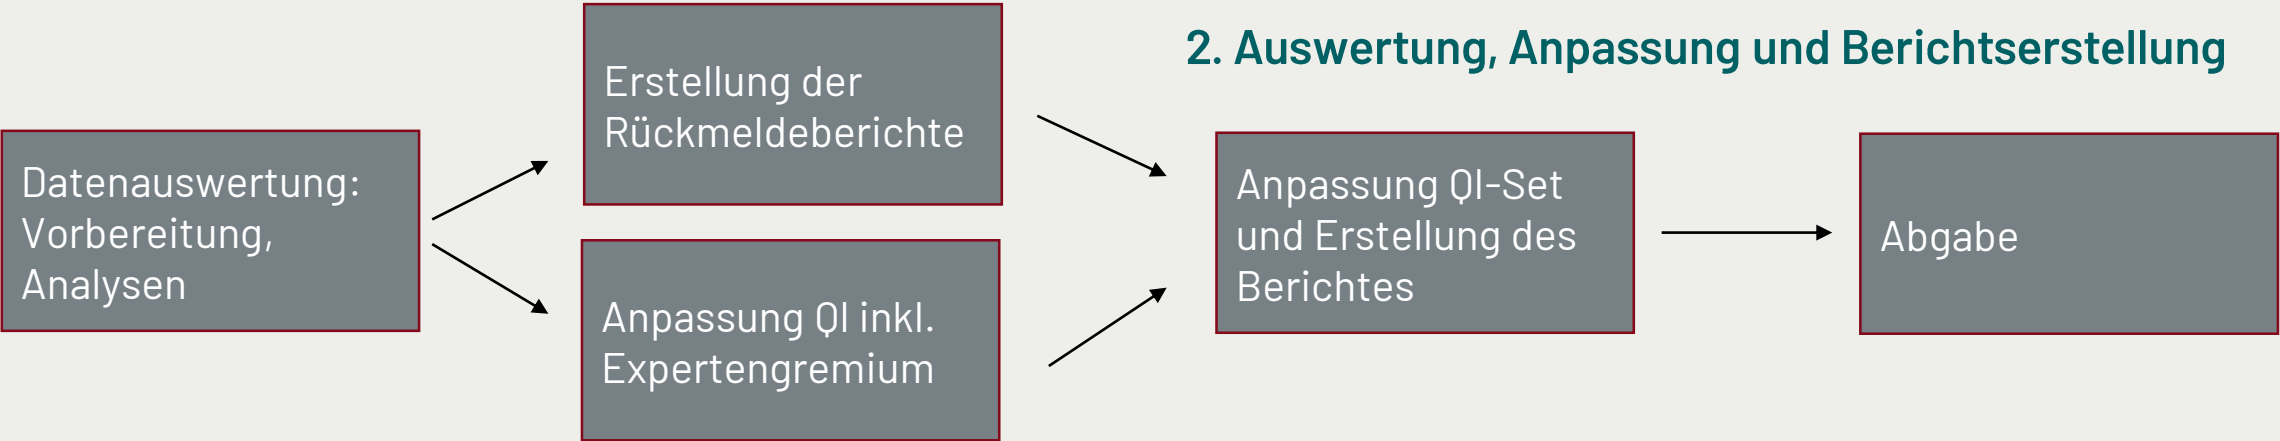 2. Auswertung, Anpassung und Berichtserstellung
Datenauswertung:
Vorbereitung,
Analysen
Erstellung der
Rückmeldeberichte
Anpassung QI inkl.
Expertengremium
Anpassung QI-Set
und Erstellung des
Berichtes
Abgabe